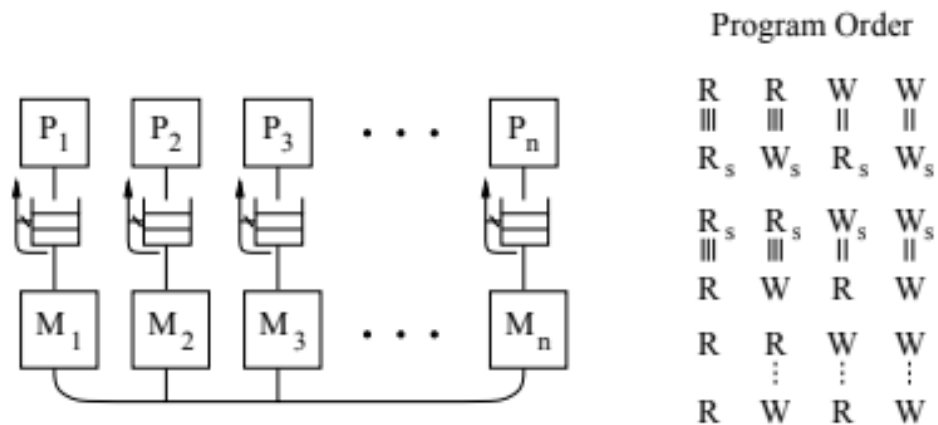 Program Order
P1 P2 P3 . . . Pn
M1 M2 M3 . . . Mn
R R W W
Rs Ws Rs Ws
Rs Rs Ws Ws
R W R W
R R W W
R W R W